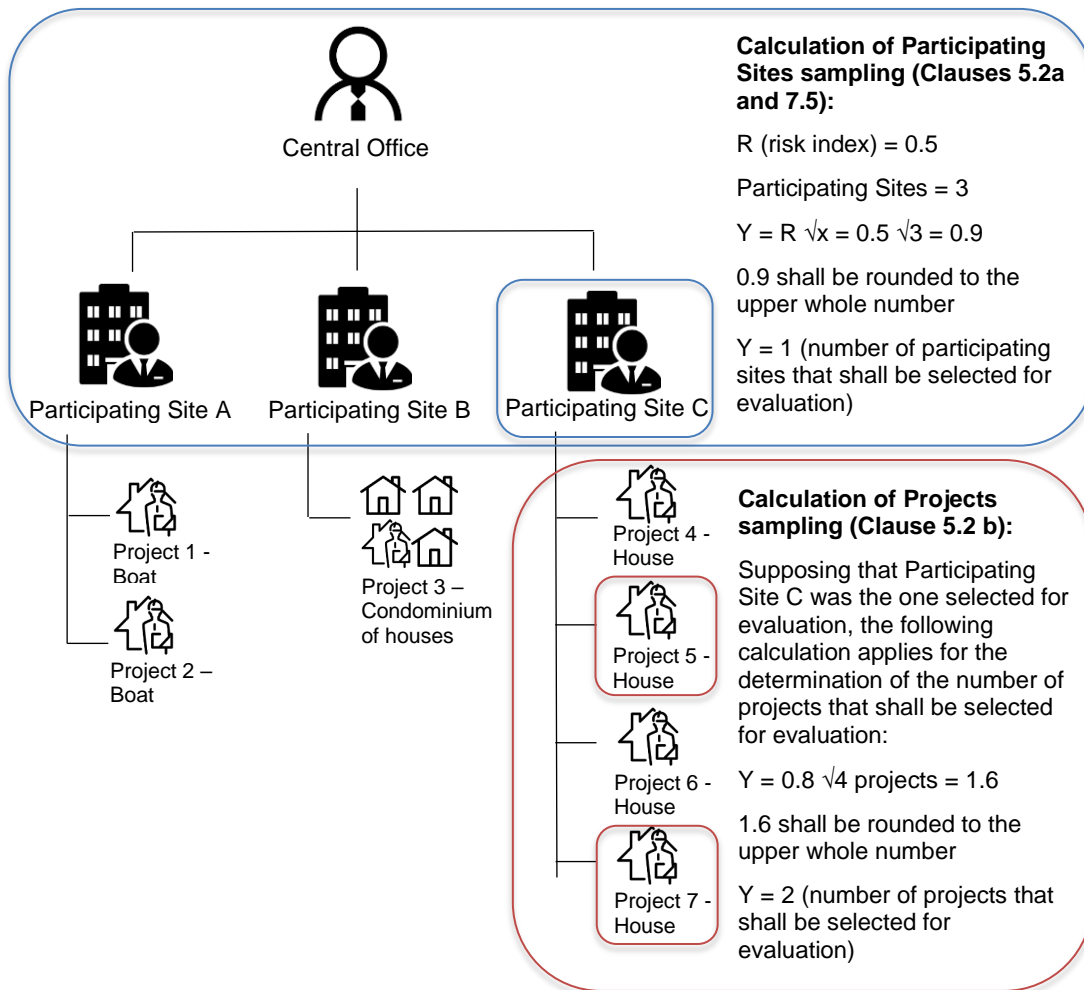 Central Office
Participating Site A
Participating Site B
Participating Site C
Calculation of Participating
Sites sampling (Clauses 5.2a
and 7.5):
R (risk index) = 0.5
Participating Sites = 3
Y = R √x = 0.5 √3 = 0.9
0.9 shall be rounded to the
upper whole number
Y = 1 (number of participating
sites that shall be selected for
evaluation)
Project 1 -
Boat
Project 2 –
Boat
Project 3 –
Condominium
of houses
Project 4 -
House
Project 5 -
House
Project 6 -
House
Project 7 -
House
Calculation of Projects
sampling (Clause 5.2 b):
Supposing that Participating
Site C was the one selected for
evaluation, the following
calculation applies for the
determination of the number of
projects that shall be selected
for evaluation:
Y = 0.8 √4 projects = 1.6
1.6 shall be rounded to the
upper whole number
Y = 2 (number of projects that
shall be selected for
evaluation)